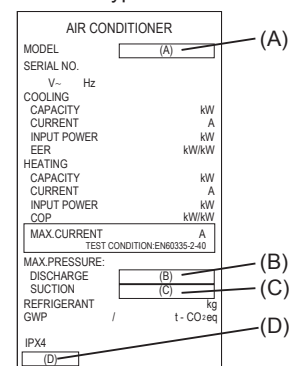 AIR CONDITIONER
MODEL (A) (A)
SERIAL NO.
V~ Hz
COOLING
CAPACITY kW
CURRENT A
INPUT POWER kW
EER kW/kW
HEATING
CAPACITY kW
CURRENT A
INPUT POWER kW
COP kW/kW
MAX.CURRENT A
TEST CONDITION:EN60335-2-40
MAX.PRESSURE:
DISCHARGE (B) (B)
SUCTION (C) (C)
REFRIGERANT kg
GWP / t - CO2eq
(D)
IPX4
(D)